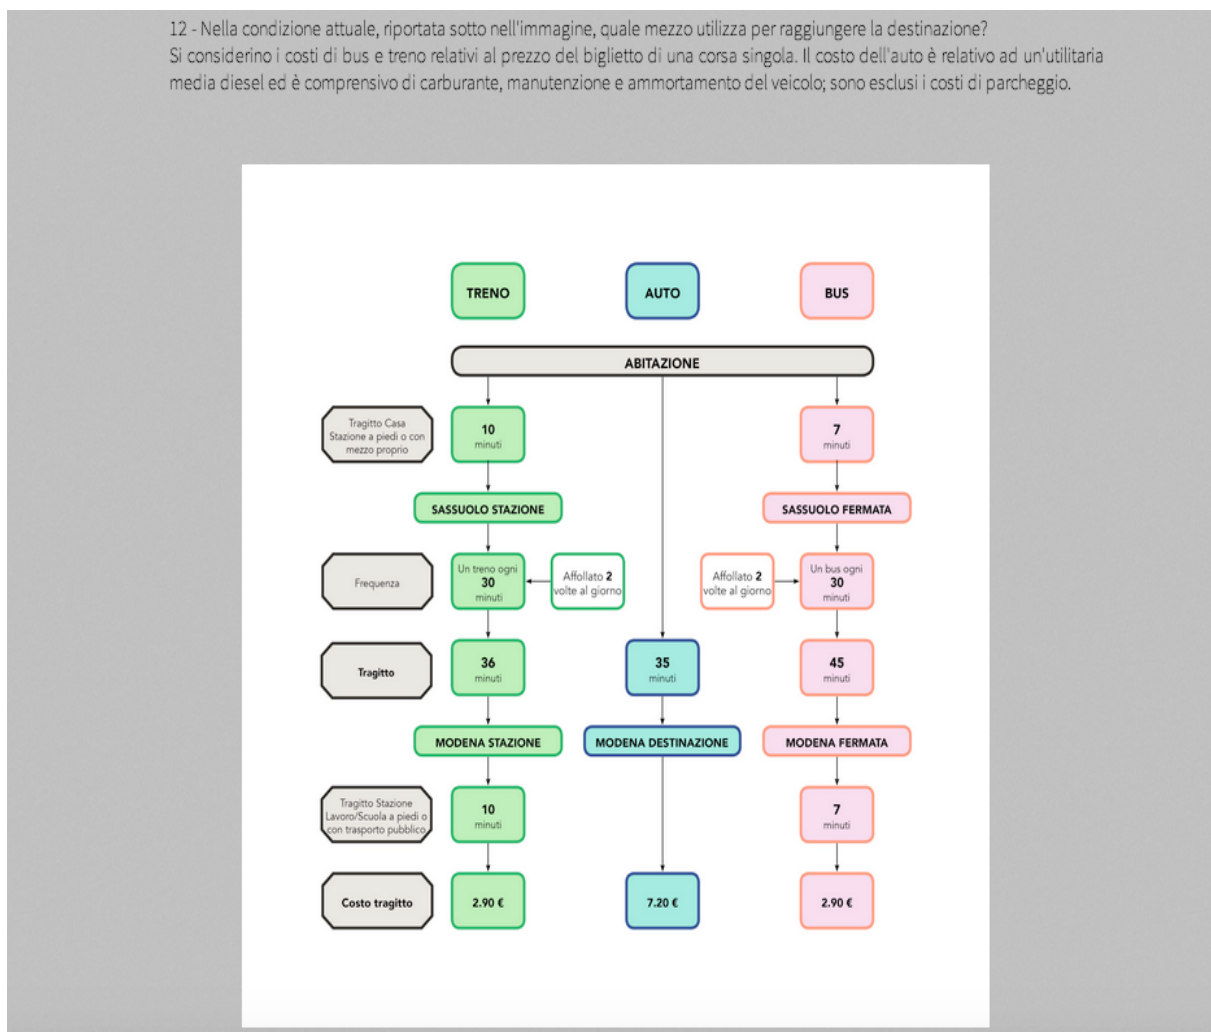 12 - Nella condizione attuale, riportata sotto nell'immagine, quale mezzo utilizza per raggiungere la destinazione?
Si considerino i costi di bus e treno relativi al prezzo del biglietto di una corsa singola. Il costo dell'auto è relativo ad un'utilitaria
media diesel ed è comprensivo di carburante, manutenzione e ammortamento del veicolo; sono esclusi i costi di parcheggio.
TRENO
AUTO
BUS
ABITAZIONE
Tragitto Casa
Stazione a piedi o con
mezzo proprio
10
minuti
7
minuti
SASSUOLO STAZIONE
SASSUOLO FERMATA
Frequenza
Un treno ogni
30
minuti
Affollato 2
volte al giorno
Affollato 2
volte al giorno
Un bus ogni
30
minuti
Tragitto
36
minuti
35
minuti
45
minuti
MODENA STAZIONE
MODENA DESTINAZIONE
MODENA FERMATA
Tragitto Stazione
Lavoro/Scuola a piedi o
con trasporto pubblico
10
minuti
7
minuti
Costo tragitto
2.90 €
7.20 €
2.90 €